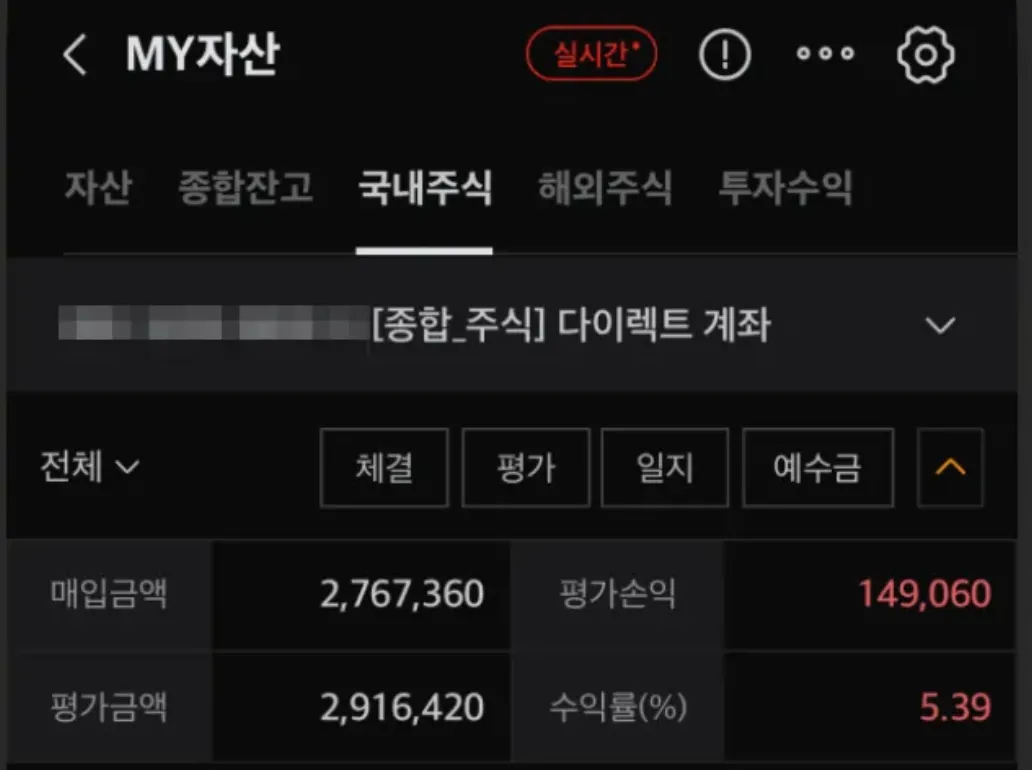 MY자산 실시간
자산 종합잔고 국내주식 해외주식 투자수익
[종합_주식] 다이렉트 계좌
전체 체결 평가 일지 예수금
매입금액 2,767,360 평가손익 149,060
평가금액 2,916,420 수익률(%) 5.39